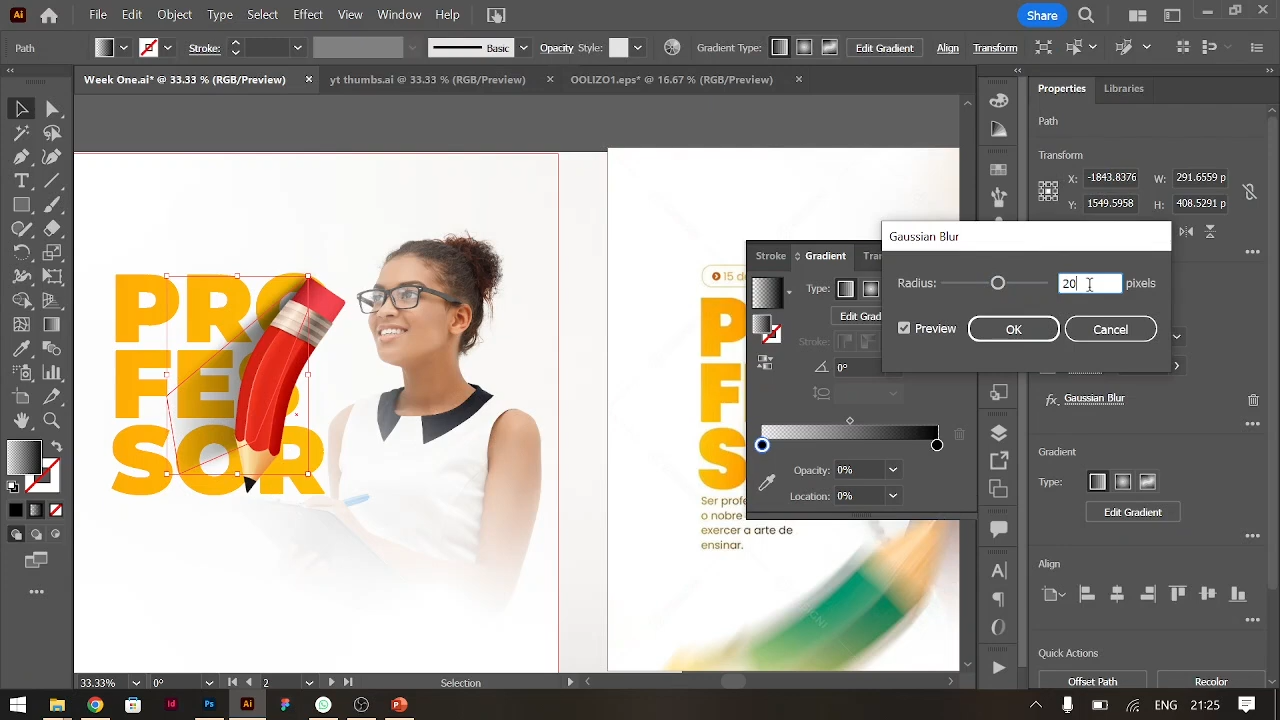 Ai
File Edit Object Type Select Effect View Window Help
Share
Path
Stroke:
Basic
Opacity
Style:
Gradient Type:
Edit Gradient
Align
Transform
Week One.ai* @ 33.33 % (RGB/Preview) ×
yt thumbs.ai @ 33.33 % (RGB/Preview) ×
OOLIZO1.eps* @ 16.67 % (RGB/Preview) ×
Properties
Libraries
Path
Transform
X:
-1843.8376
W:
291.6559 p
Y:
1549.5958
H:
408.5291 p
Gaussian Blur
Radius:
20
pixels
Preview
OK
Cancel
Stroke
Gradient
Type:
Edit Grad
Stroke:
0°
Opacity:
0%
Location:
0%
fx
Gaussian Blur
Gradient
Type:
Edit Gradient
Align
Quick Actions
Offset Path
Recolor
PRO
FES
SOR
15 d
P
F
S
Ser profe
o nobre
exercer a arte de
ensinar.
33.33%
0°
2
Selection
ENG
21:25